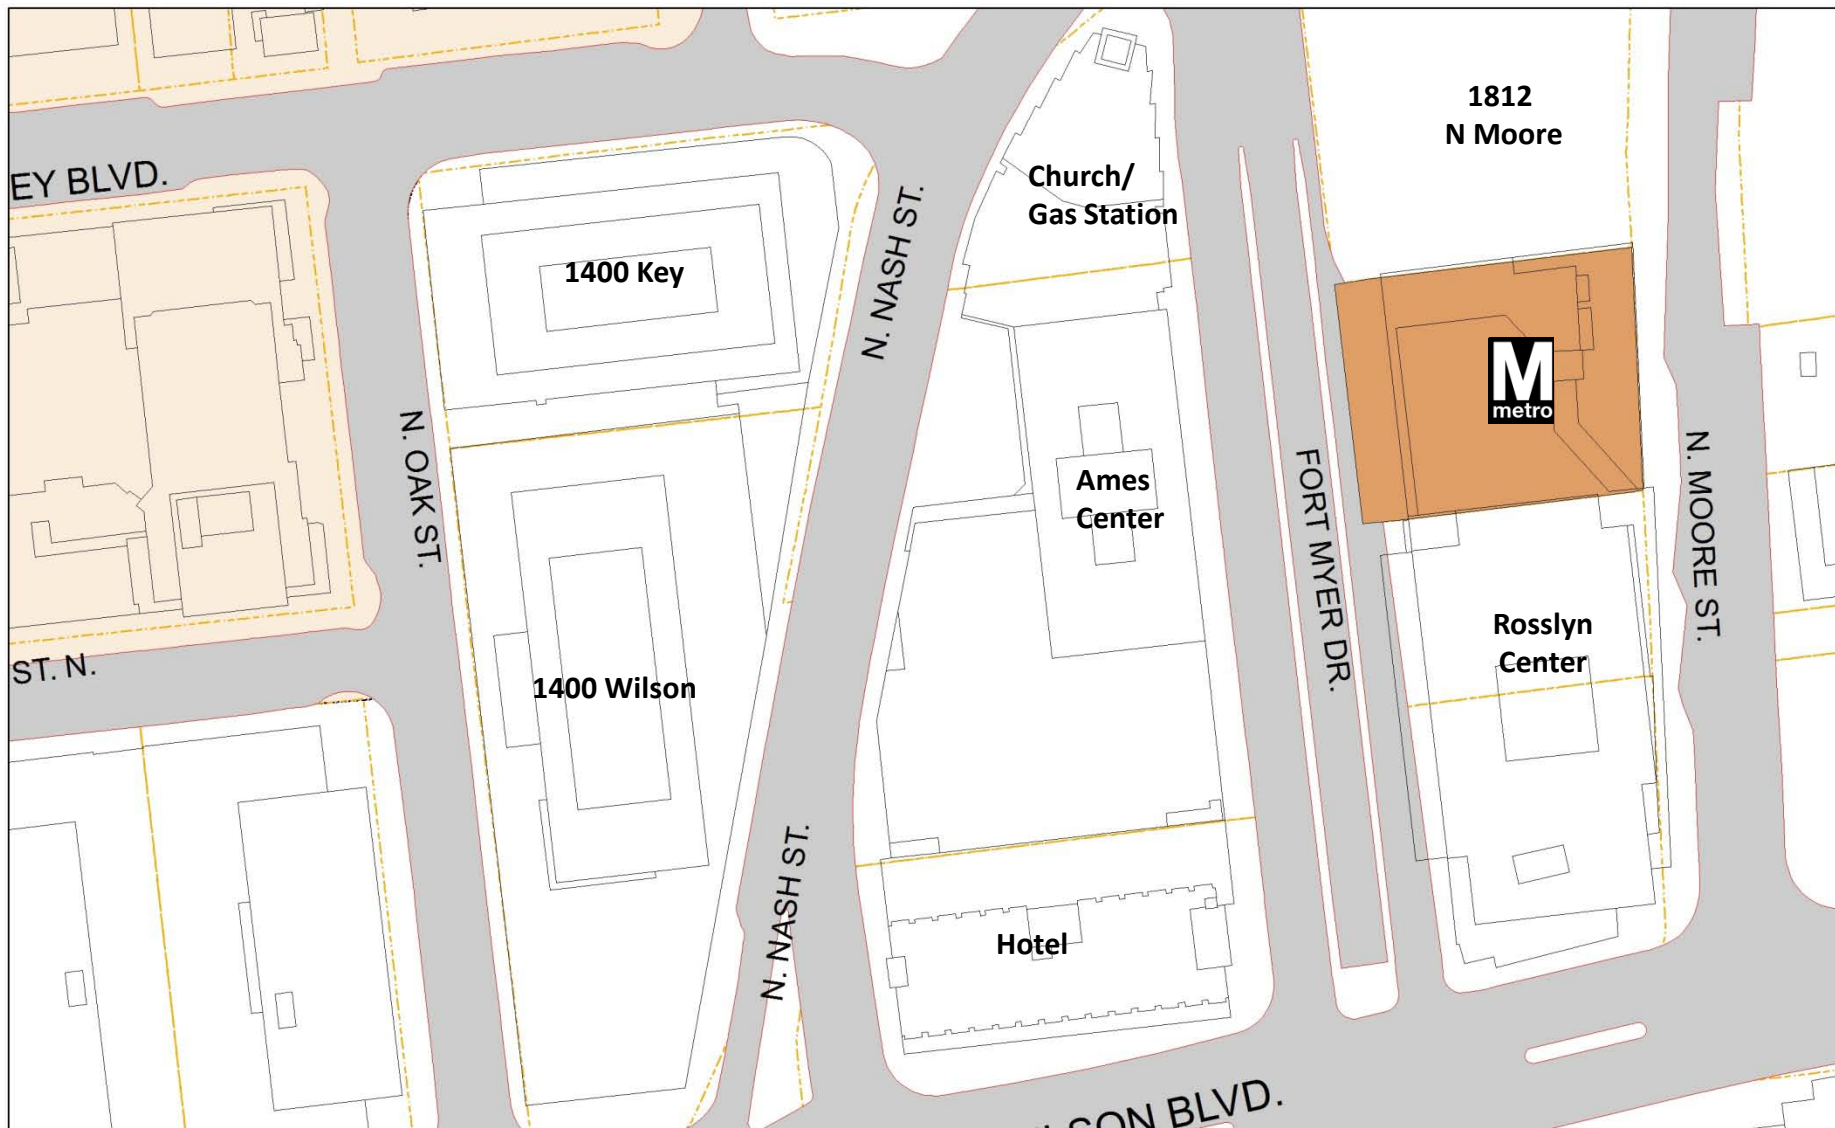 1812
N Moore
EY BLVD.
Church/
Gas Station
N. NASH ST.
1400 Key
M
metro
N. OAK ST.
Ames
Center
FORT MYER DR.
N. MOORE ST.
Rosslyn
Center
ST. N.
1400 Wilson
N. NASH ST.
Hotel
LSON BLVD.